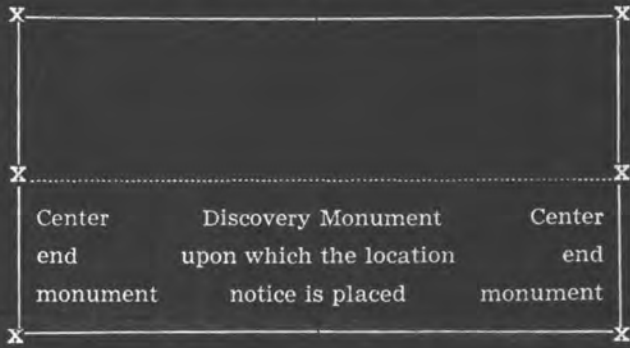 X X
X X
Center Discovery Monument Center
end upon which the location end
monument notice is placed monument
X X